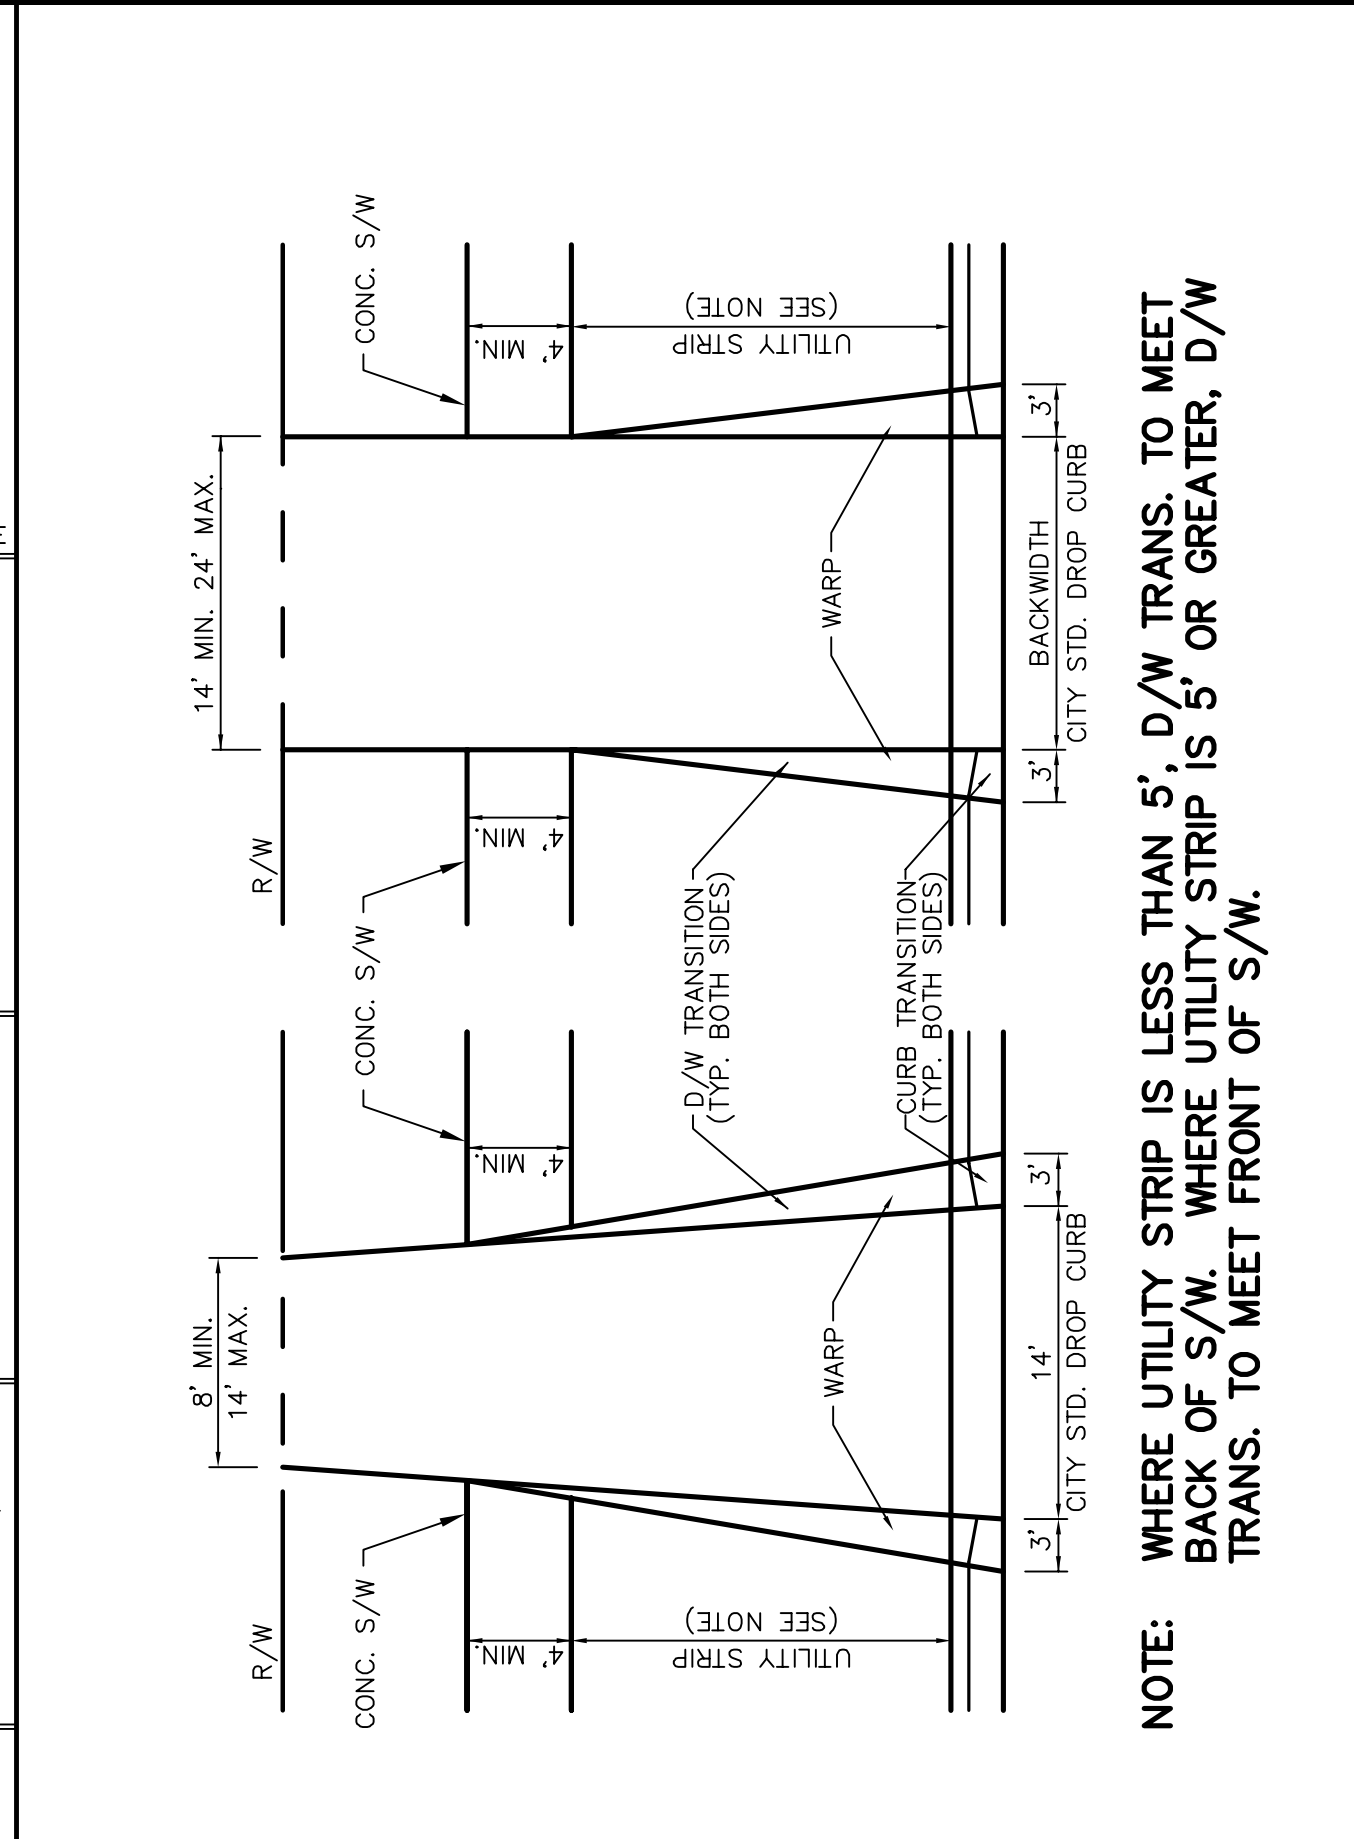 8' MIN.
14' MAX.
14' MIN. 24' MAX.
R/W
R/W
CONC. S/W
CONC. S/W
CONC. S/W
4' MIN.
4' MIN.
4' MIN.
4' MIN.
UTILITY STRIP
(SEE NOTE)
UTILITY STRIP
(SEE NOTE)
D/W TRANSITION
(TYP. BOTH SIDES)
WARP
WARP
CURB TRANSITION
(TYP. BOTH SIDES)
3'
14'
3'
CITY STD. DROP CURB
3'
BACKWIDTH
3'
CITY STD. DROP CURB
NOTE: WHERE UTILITY STRIP IS LESS THAN 5', D/W TRANS. TO MEET
BACK OF S/W. WHERE UTILITY STRIP IS 5' OR GREATER, D/W
TRANS. TO MEET FRONT OF S/W.